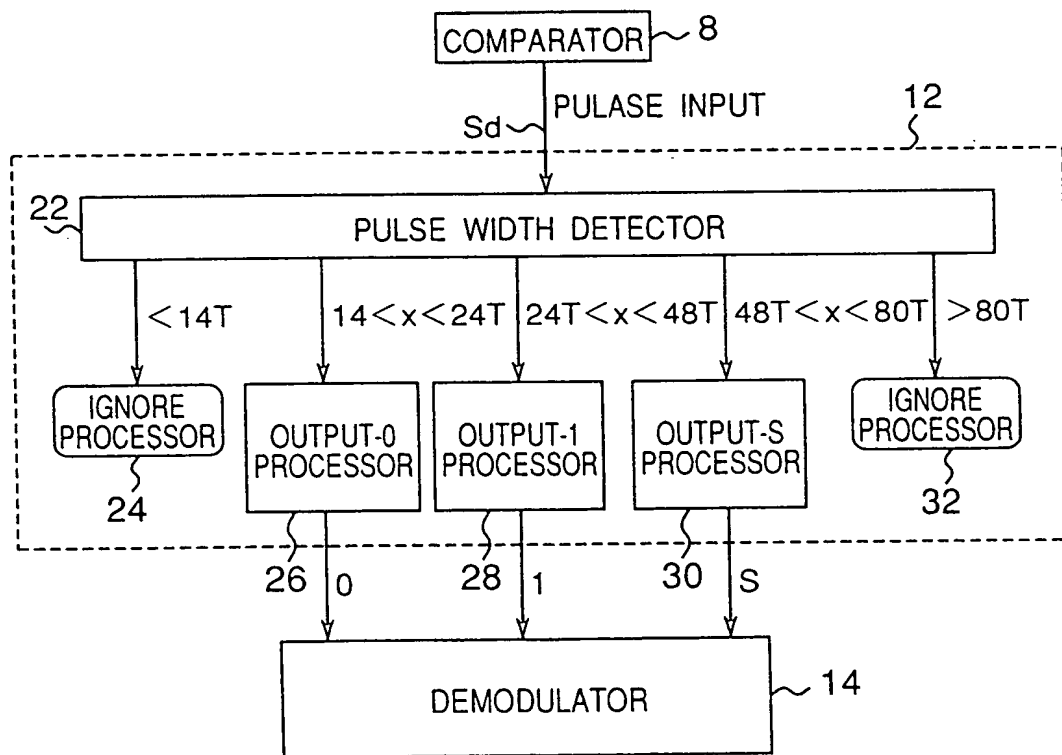 COMPARATOR 8
PULASE INPUT
Sd
12
22
PULSE WIDTH DETECTOR
<14T
14<x<24T
24T<x<48T
48T<x<80T
>80T
IGNORE
PROCESSOR
24
OUTPUT-0
PROCESSOR
26
OUTPUT-1
PROCESSOR
28
OUTPUT-S
PROCESSOR
30
IGNORE
PROCESSOR
32
0
1
S
DEMODULATOR
14